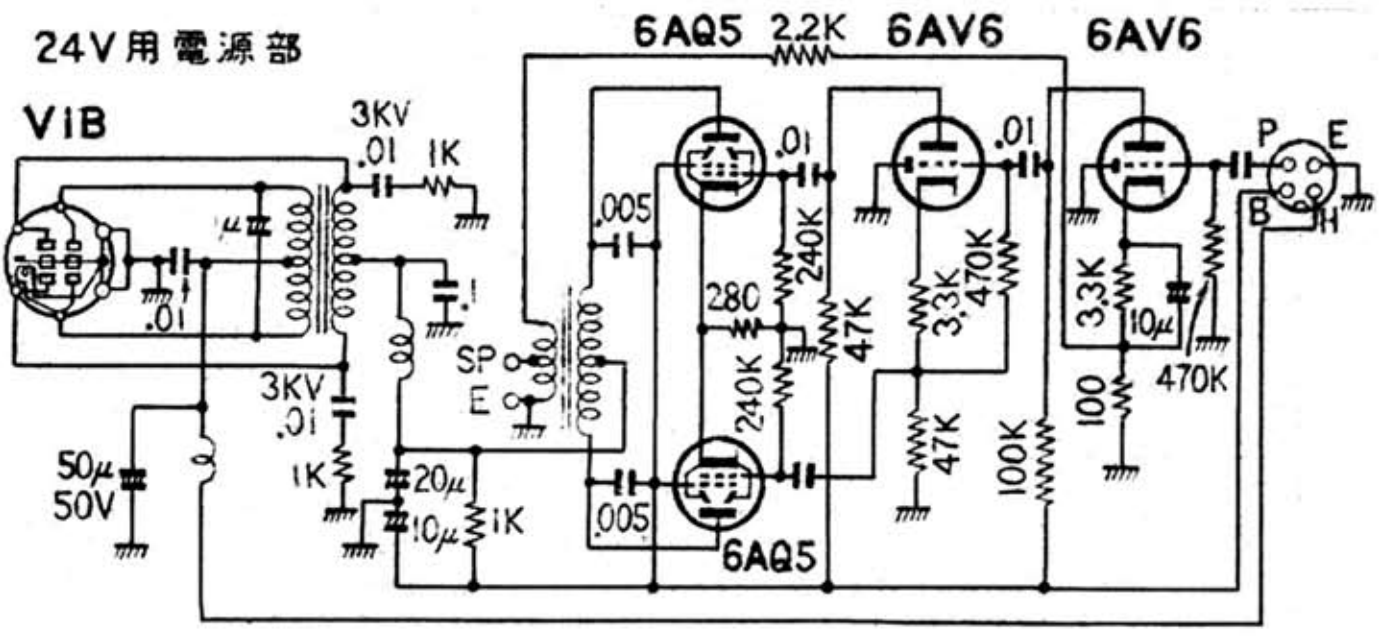 24V用電源部
6AQ5 2.2K 6AV6 6AV6
ViB
3KV
.01 1K
1μ
.01
.1
3KV
.01
1K
50μ
50V
SP
E
20μ
10μ
1K
.005
.005
.01
240K
280
240K
6AQ5
47K
.01
3.3K
470K
47K
100K
3.3K
10μ
100
470K
P E
B H